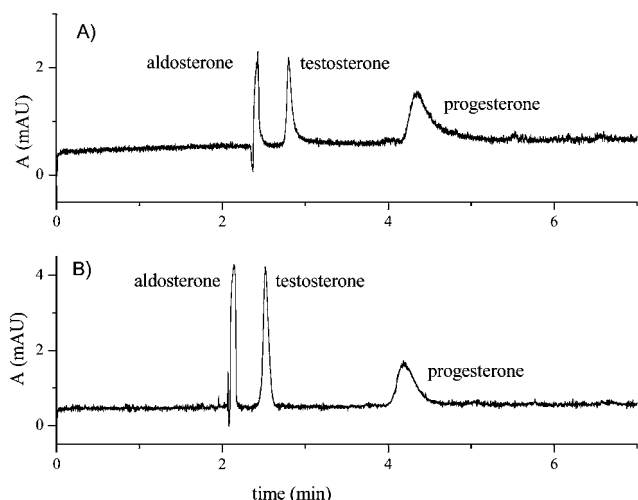 A)
aldosterone
testosterone
progesterone
A (mAU)
2
0
0
2
4
6
B)
aldosterone
testosterone
progesterone
A (mAU)
4
2
0
0
2
4
6
time (min)